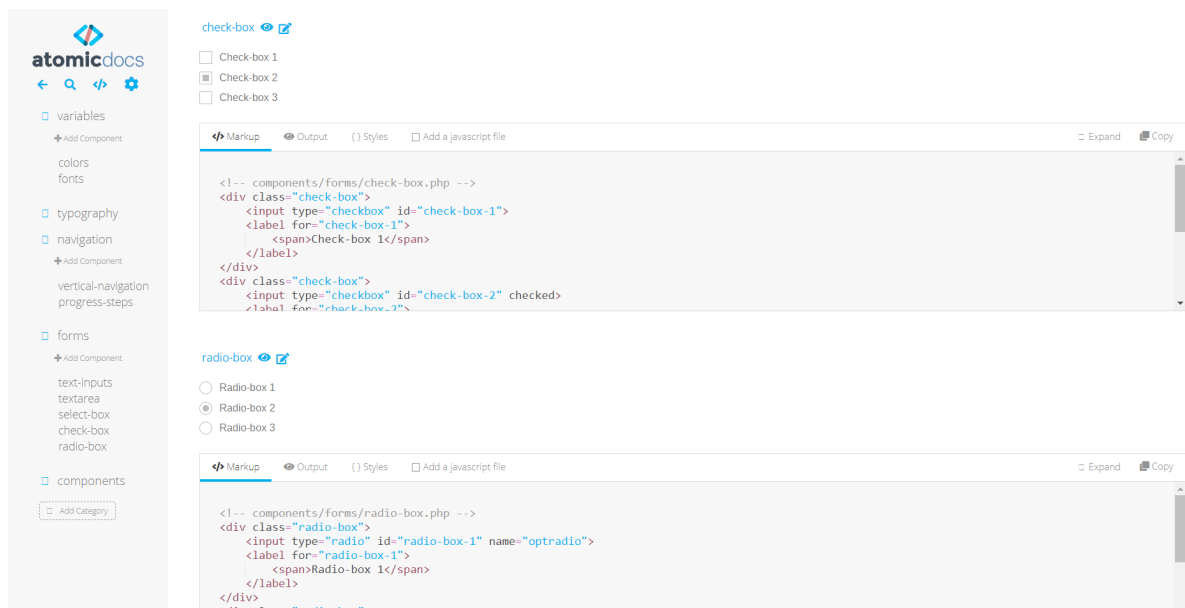 atomicdocs
variables
Add Component
colors
fonts
typography
navigation
Add Component
vertical-navigation
progress-steps
forms
Add Component
text-inputs
textarea
select-box
check-box
radio-box
components
Add Category
check-box
Check-box 1
Check-box 2
Check-box 3
</> Markup Output { } Styles Add a javascript file Expand Copy
<!-- components/forms/check-box.php -->
<div class="check-box">
<input type="checkbox" id="check-box-1">
<label for="check-box-1">
<span>Check-box 1</span>
</label>
</div>
<div class="check-box">
<input type="checkbox" id="check-box-2" checked>
<label for="check-box-2">
radio-box
Radio-box 1
Radio-box 2
Radio-box 3
</> Markup Output { } Styles Add a javascript file Expand Copy
<!-- components/forms/radio-box.php -->
<div class="radio-box">
<input type="radio" id="radio-box-1" name="optradio">
<label for="radio-box-1">
<span>Radio-box 1</span>
</label>
</div>